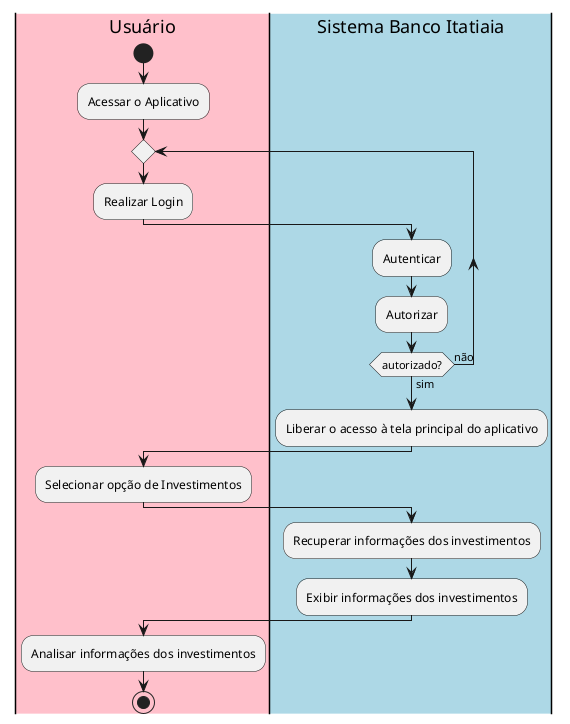 Usuário
Sistema Banco Itatiaia
Acessar o Aplicativo
Realizar Login
Autenticar
Autorizar
autorizado?
não
sim
Liberar o acesso à tela principal do aplicativo
Selecionar opção de Investimentos
Recuperar informações dos investimentos
Exibir informações dos investimentos
Analisar informações dos investimentos